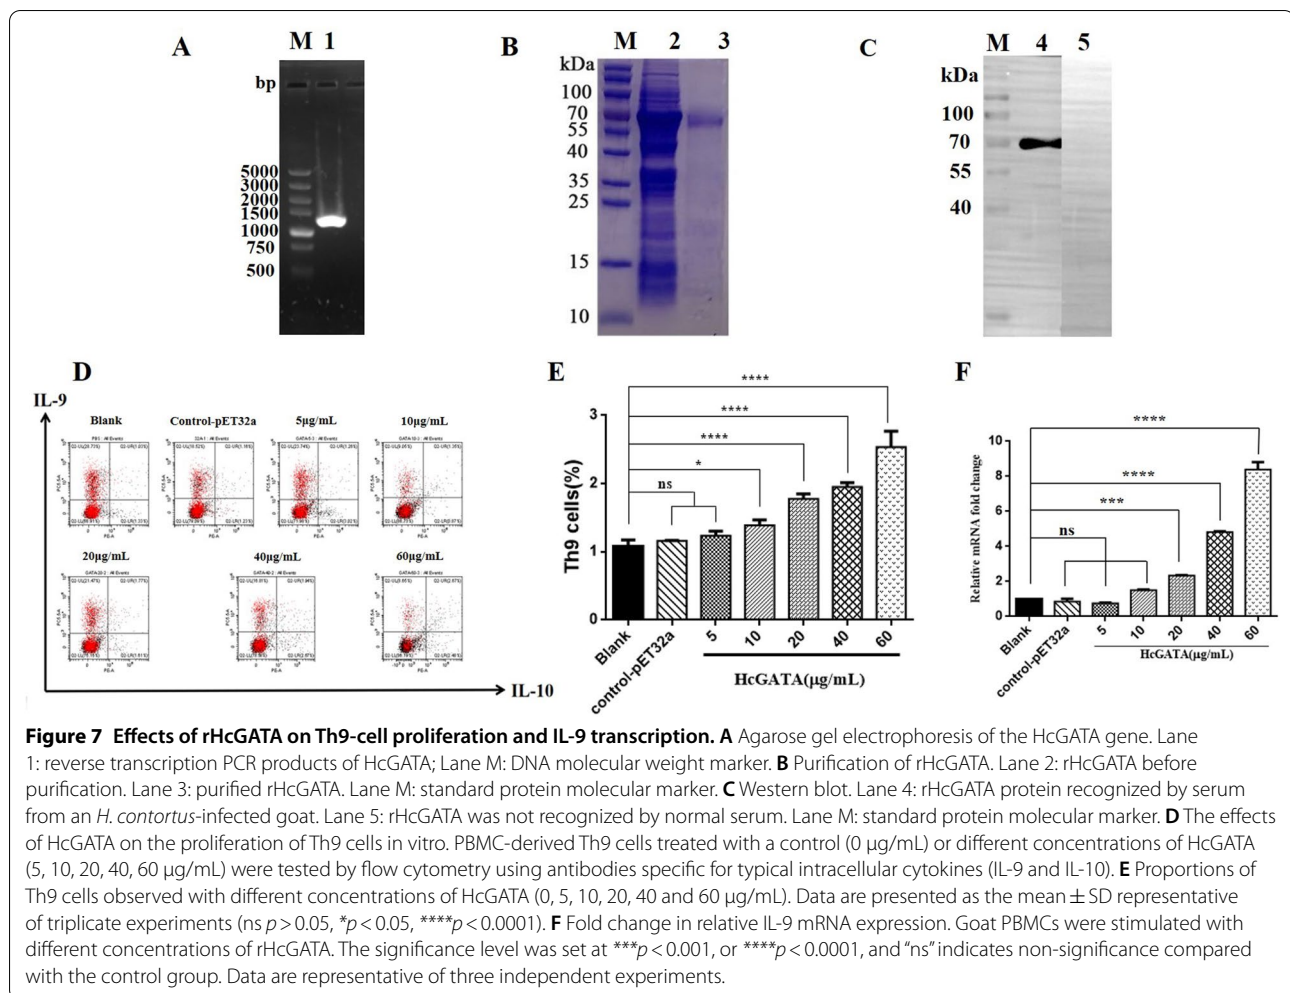 A
M 1
bp
5000
3000
2000
1500
1000
750
500
B
M 2 3
kDa
100
70
55
40
35
25
15
10
C
M 4 5
kDa
100
70
55
40
D
IL-9
Blank Control-pET32a 5μg/mL 10μg/mL
20μg/mL 40μg/mL 60μg/mL
IL-10
E
Th9 cells(%)
3
2
1
0
ns
*
****
****
****
Blank
control-pET32a
5
10
20
40
60
HcGATA(μg/mL)
F
Relative mRNA fold change
10
8
6
4
2
0
ns
***
****
****
Blank
Control-pET32a
5
10
20
40
60
HcGATA(μg/mL)
Figure 7 Effects of rHcGATA on Th9-cell proliferation and IL-9 transcription. A Agarose gel electrophoresis of the HcGATA gene. Lane
1: reverse transcription PCR products of HcGATA; Lane M: DNA molecular weight marker. B Purification of rHcGATA. Lane 2: rHcGATA before
purification. Lane 3: purified rHcGATA. Lane M: standard protein molecular marker. C Western blot. Lane 4: rHcGATA protein recognized by serum
from an H. contortus-infected goat. Lane 5: rHcGATA was not recognized by normal serum. Lane M: standard protein molecular marker. D The effects
of HcGATA on the proliferation of Th9 cells in vitro. PBMC-derived Th9 cells treated with a control (0 μg/mL) or different concentrations of HcGATA
(5, 10, 20, 40, 60 μg/mL) were tested by flow cytometry using antibodies specific for typical intracellular cytokines (IL-9 and IL-10). E Proportions of
Th9 cells observed with different concentrations of HcGATA (0, 5, 10, 20, 40 and 60 μg/mL). Data are presented as the mean ± SD representative
of triplicate experiments (ns p > 0.05, *p < 0.05, ****p < 0.0001). F Fold change in relative IL-9 mRNA expression. Goat PBMCs were stimulated with
different concentrations of rHcGATA. The significance level was set at ***p < 0.001, or ****p < 0.0001, and “ns” indicates non-significance compared
with the control group. Data are representative of three independent experiments.